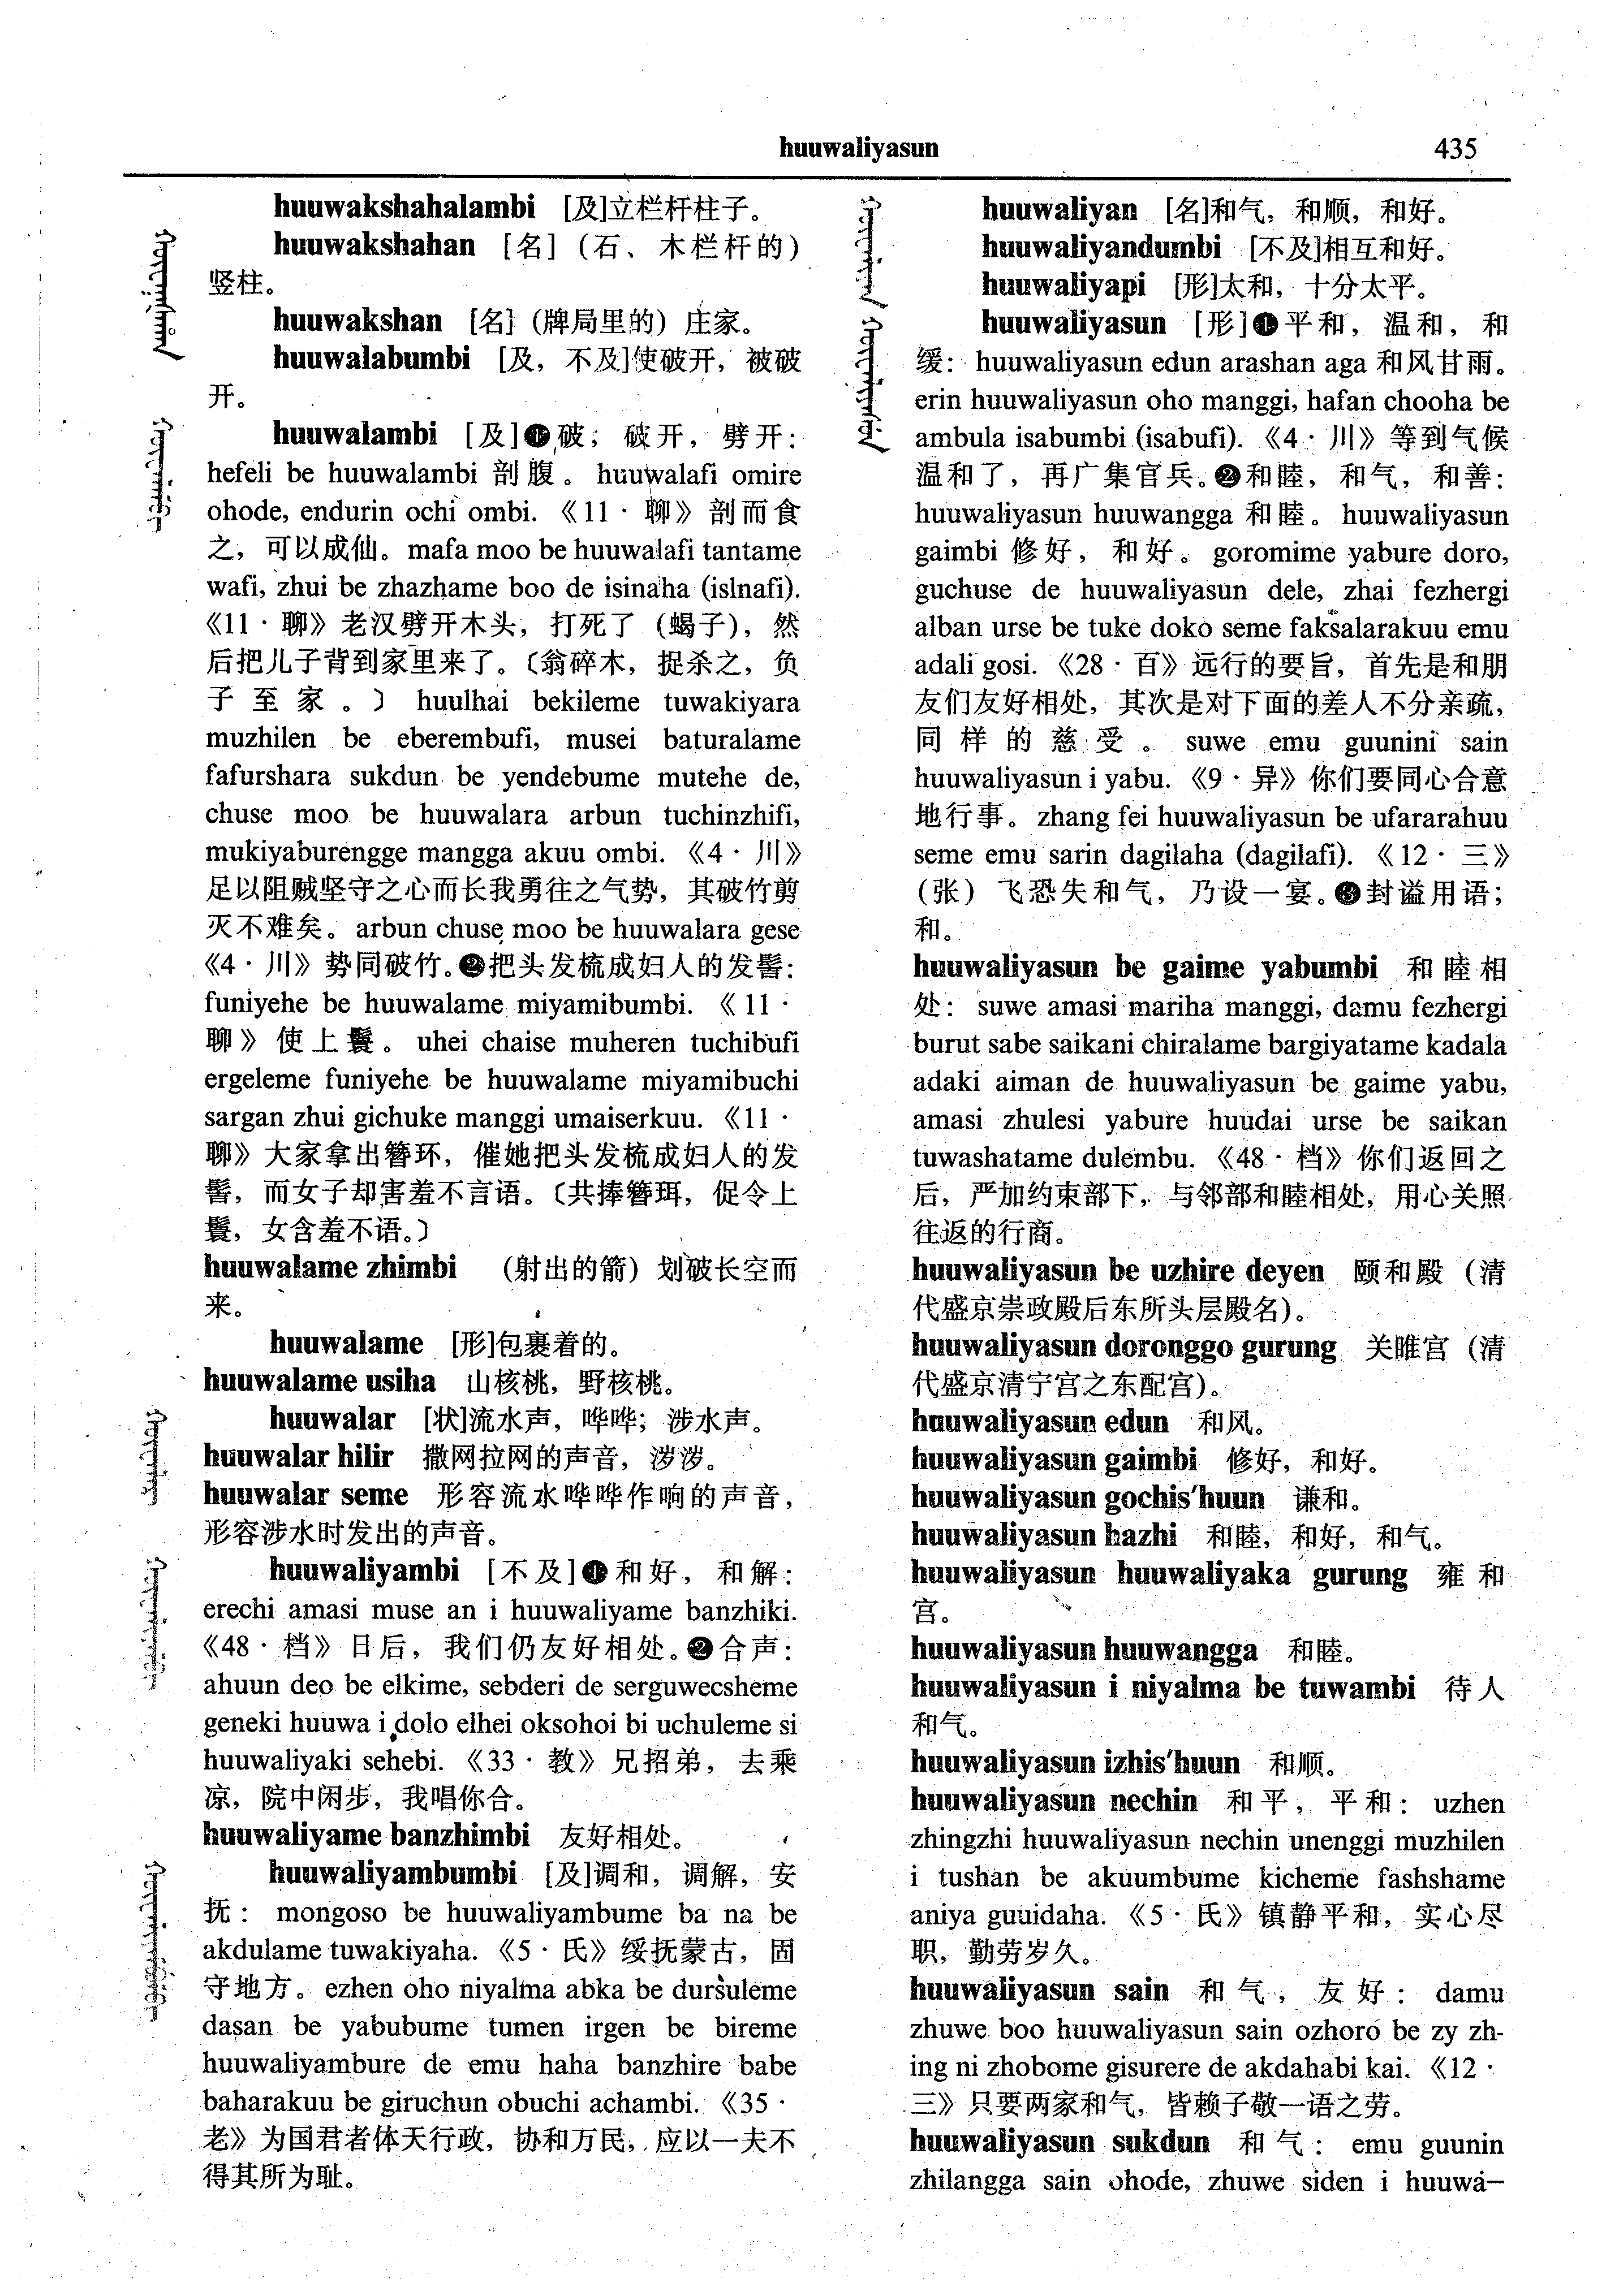 huuwaliyasun
435
huuwakshahalambi [及]立栏杆柱子。
huuwakshahan [名]（石、木栏杆的）
竖柱。
huuwakshan [名]（牌局里的）庄家。
huuwalabumbi [及，不及]使破开，被破
开。
huuwalambi [及]❶破；破开，劈开：
hefeli be huuwalambi 剖腹。huuwalafi omire
ohode, endurin ochi ombi.《11·聊》剖而食
之，可以成仙。mafa moo be huuwalafi tantame
wafi, zhui be zhazhame boo de isinaha (islnafi).
《11·聊》老汉劈开木头，打死了（蝎子），然
后把儿子背到家里来了。〔翁碎木，捉杀之，负
子至家。〕huulhai bekileme tuwakiyara
muzhilen be eberembufi, musei baturalame
fafurshara sukdun be yendebume mutehe de,
chuse moo be huuwalara arbun tuchinzhifi,
mukiyaburengge mangga akuu ombi.《4·川》
足以阻贼坚守之心而长我勇往之气势，其破竹剪
灭不难矣。arbun chuse moo be huuwalara gese
《4·川》势同破竹。❷把头发梳成妇人的发髻：
funiyehe be huuwalame miyamibumbi.《11·
聊》使上鬟。uhei chaise muheren tuchibufi
ergeleme funiyehe be huuwalame miyamibuchi
sargan zhui gichuke manggi umaiserkuu.《11·
聊》大家拿出簪环，催她把头发梳成妇人的发
髻，而女子却害羞不言语。〔共捧簪珥，促令上
鬟，女含羞不语。〕
huuwalame zhimbi （射出的箭）划破长空而
来。
huuwalame [形]包裹着的。
huuwalame usiha 山核桃，野核桃。
huuwalar [状]流水声，哗哗；涉水声。
huuwalar hilir 撒网拉网的声音，泼泼。
huuwalar seme 形容流水哗哗作响的声音，
形容涉水时发出的声音。
huuwaliyambi [不及]❶和好，和解：
erechi amasi muse an i huuwaliyame banzhiki.
《48·档》日后，我们仍友好相处。❷合声：
ahuun deo be elkime, sebderi de serguwecsheme
geneki huuwa i dolo elhei oksohoi bi uchuleme si
huuwaliyaki sehebi.《33·教》兄招弟，去乘
凉，院中闲步，我唱你合。
huuwaliyame banzhimbi 友好相处。
huuwaliyambumbi [及]调和，调解，安
抚：mongoso be huuwaliyambume ba na be
akdulame tuwakiyaha.《5·氏》绥抚蒙古，固
守地方。ezhen oho niyalma abka be dursuleme
dasan be yabubume tumen irgen be bireme
huuwaliyambure de emu haha banzhire babe
baharakuu be giruchun obuchi achambi.《35·
老》为国君者体天行政，协和万民，应以一夫不
得其所为耻。
huuwaliyan [名]和气，和顺，和好。
huuwaliyandumbi [不及]相互和好。
huuwaliyapi [形]太和，十分太平。
huuwaliyasun [形]❶平和，温和，和
缓：huuwaliyasun edun arashan aga 和风甘雨。
erin huuwaliyasun oho manggi, hafan chooha be
ambula isabumbi (isabufi).《4·川》等到气候
温和了，再广集官兵。❷和睦，和气，和善：
huuwaliyasun huuwangga 和睦。huuwaliyasun
gaimbi 修好，和好。goromime yabure doro,
guchuse de huuwaliyasun dele, zhai fezhergi
alban urse be tuke doko seme faksalarakuu emu
adali gosi.《28·百》远行的要旨，首先是和朋
友们友好相处，其次是对下面的差人不分亲疏，
同样的慈受。suwe emu guunini sain
huuwaliyasun i yabu.《9·异》你们要同心合意
地行事。zhang fei huuwaliyasun be ufararahuu
seme emu sarin dagilaha (dagilafi).《12·三》
（张）飞恐失和气，乃设一宴。❸封谥用语；
和。
huuwaliyasun be gaime yabumbi 和睦相
处：suwe amasi mariha manggi, damu fezhergi
burut sabe saikani chiralame bargiyatame kadala
adaki aiman de huuwaliyasun be gaime yabu,
amasi zhulesi yabure huudai urse be saikan
tuwashatame dulembu.《48·档》你们返回之
后，严加约束部下，与邻部和睦相处，用心关照
往返的行商。
huuwaliyasun be uzhire deyen 颐和殿（清
代盛京崇政殿后东所头层殿名）。
huuwaliyasun doronggo gurung 关雎宫（清
代盛京清宁宫之东配宫）。
huuwaliyasun edun 和风。
huuwaliyasun gaimbi 修好，和好。
huuwaliyasun gochis'huun 谦和。
huuwaliyasun hazhi 和睦，和好，和气。
huuwaliyasun huuwaliyaka gurung 雍和
宫。
huuwaliyasun huuwangga 和睦。
huuwaliyasun i niyalma be tuwambi 待人
和气。
huuwaliyasun izhis'huun 和顺。
huuwaliyasun nechin 和平，平和：uzhen
zhingzhi huuwaliyasun nechin unenggi muzhilen
i tushan be akuumbume kicheme fashshame
aniya guuidaha.《5·氏》镇静平和，实心尽
职，勤劳岁久。
huuwaliyasun sain 和气，友好：damu
zhuwe boo huuwaliyasun sain ozhoro be zy zh-
ing ni zhobome gisurere de akdahabi kai.《12·
三》只要两家和气，皆赖子敬一语之劳。
huuwaliyasun sukdun 和气：emu guunin
zhilangga sain ohode, zhuwe siden i huuwa—